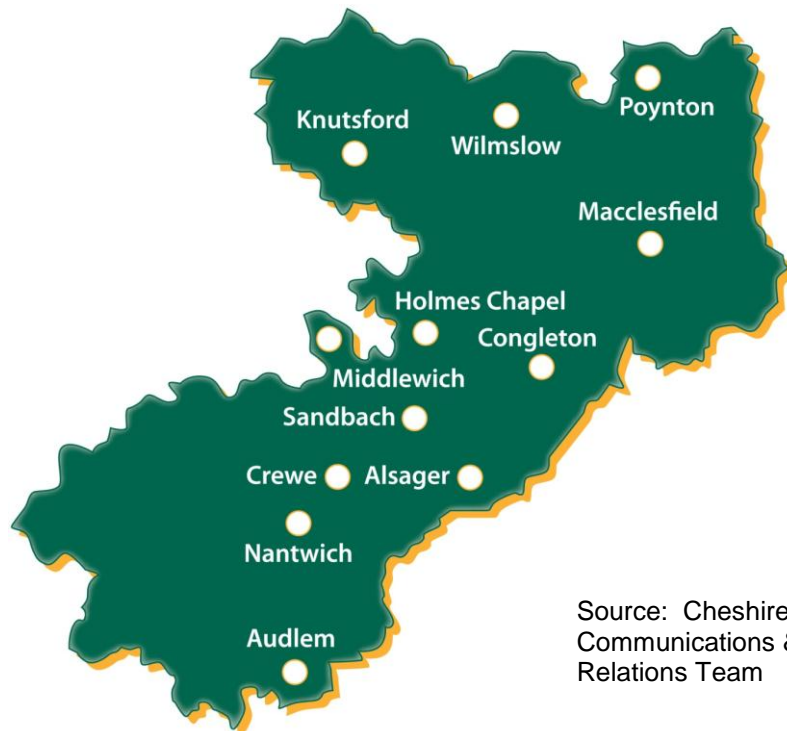 Poynton
Knutsford
Wilmslow
Macclesfield
Holmes Chapel
Congleton
Middlewich
Sandbach
Crewe
Alsager
Nantwich
Audlem
Source: Cheshire
Communications
Relations Team